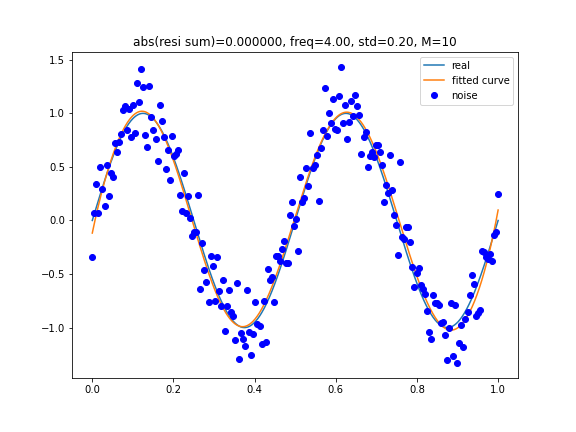 abs(resi sum)=0.000000, freq=4.00, std=0.20, M=10
real
fitted curve
noise
1.5
1.0
0.5
0.0
−0.5
−1.0
0.0 0.2 0.4 0.6 0.8 1.0